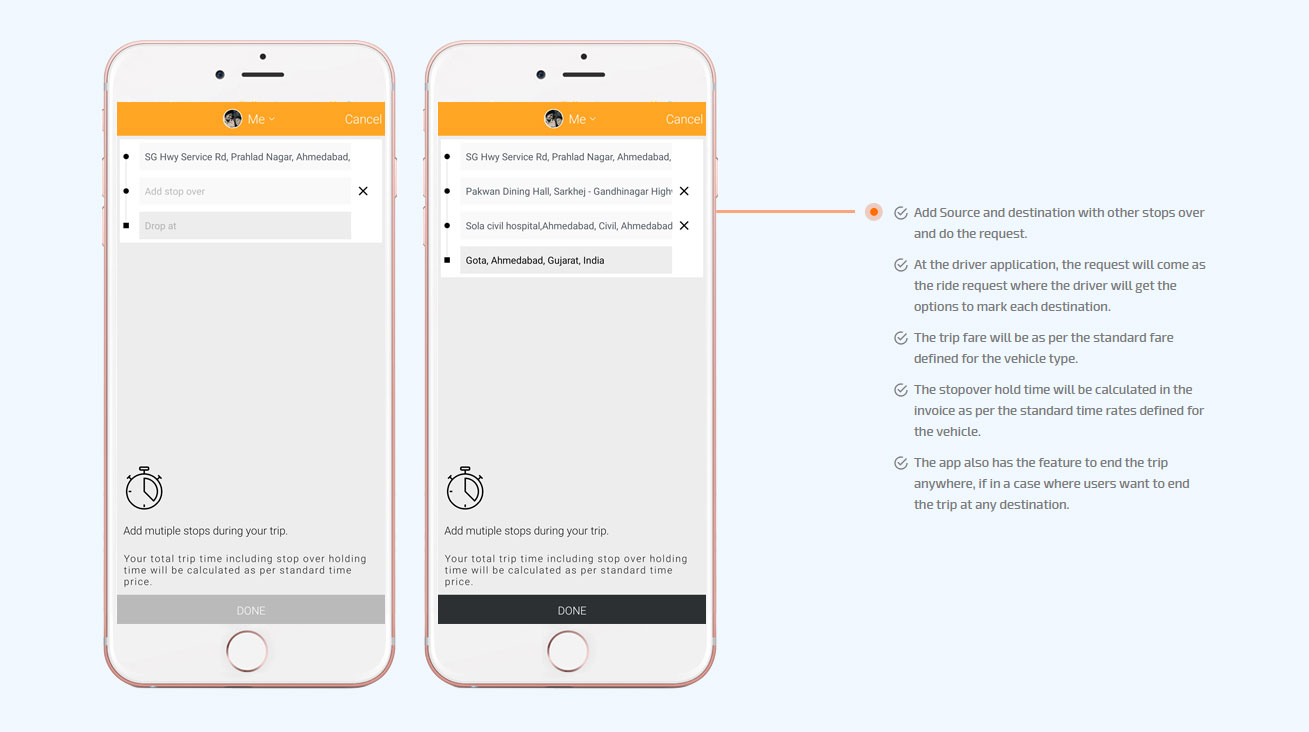 Me
Cancel
SG Hwy Service Rd, Prahlad Nagar, Ahmedabad,
Add stop over
Drop at
Add mutiple stops during your trip.
Your total trip time including stop over holding
time will be calculated as per standard time
price.
DONE
Me
Cancel
SG Hwy Service Rd, Prahlad Nagar, Ahmedabad,
Pakwan Dining Hall, Sarkhej - Gandhinagar
Sola civil hospital,Ahmedabad, Civil, Ahmedabad
Gota, Ahmedabad, Gujarat, India
Add mutiple stops during your trip.
Your total trip time including stop over holding
time will be calculated as per standard time
price.
DONE
Add Source and destination with other stops over
and do the request.
At the driver application, the request will come as
the ride request where the driver will get the
options to mark each destination.
The trip fare will be as per the standard fare
defined for the vehicle type.
The stopover hold time will be calculated in the
invoice as per the standard time rates defined for
the vehicle.
The app also has the feature to end the trip
anywhere, if in a case where users want to end
the trip at any destination.